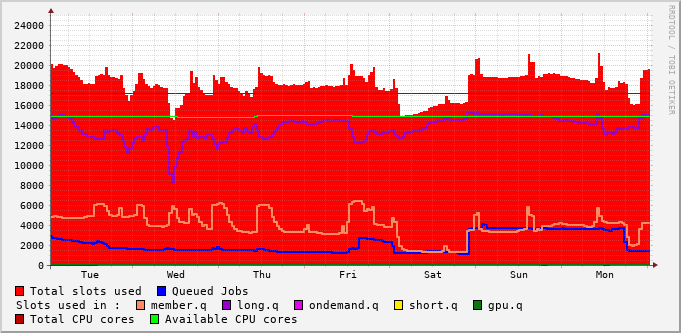 24000
22000
20000
18000
16000
14000
12000
10000
8000
6000
4000
2000
0
Tue Wed Thu Fri Sat Sun Mon
RRDTOOL / TOBI OETIKER
Total slots used Queued Jobs
Slots used in : member.q long.q ondemand.q short.q gpu.q
Total CPU cores Available CPU cores